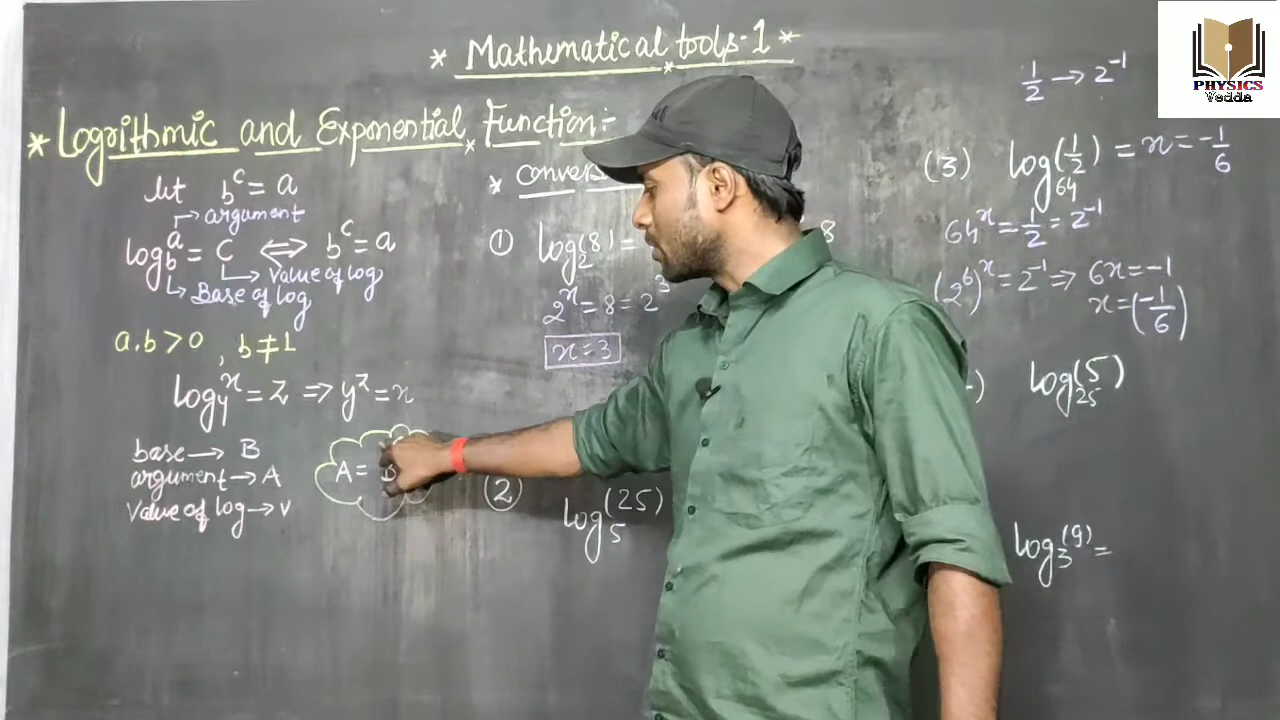 * Mathematical tools-1 *
* Logrithmic and Exponential Function:-
let b^c = a
→ argument
log_b^a = C ⟺ b^c = a
→ Value of log
→ Base of log
a.b > 0 , b ≠ 1
log_y^x = z ⇒ y^z = x
base → B
argument → A
Value of log → v
A = B
*
① log_2(8) =
8
2^x = 8 = 2^3
x = 3
② log_5(25)
1/2 → 2^-1
(3) log_64(1/2) = x = -1/6
64^x = 1/2 = 2^-1
(2^6)^x = 2^-1 ⇒ 6x = -1
x = (-1/6)
) log_25(5)
log_3(9) =
PHYSICS
Vedda